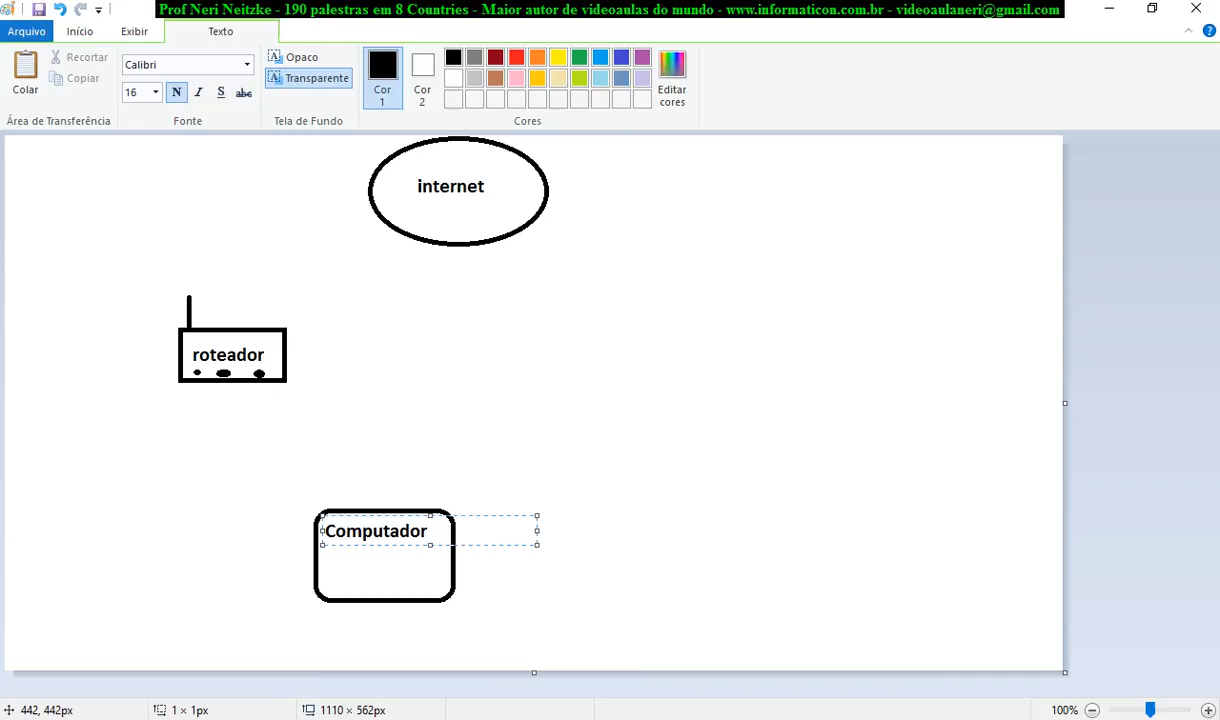 Prof Neri Neitzke - 190 palestras em 8 Countries - Maior autor de videoaulas do mundo - www.informaticon.com.br - videoaulaneri@gmail.com
Arquivo Início Exibir Texto
Colar
Recortar
Copiar
Área de Transferência
Calibri
16 N I S abc
Fonte
Opaco
Transparente
Tela de Fundo
Cor 1
Cor 2
Editar cores
Cores
internet
roteador
Computador
442, 442px 1 × 1px 1110 × 562px 100%